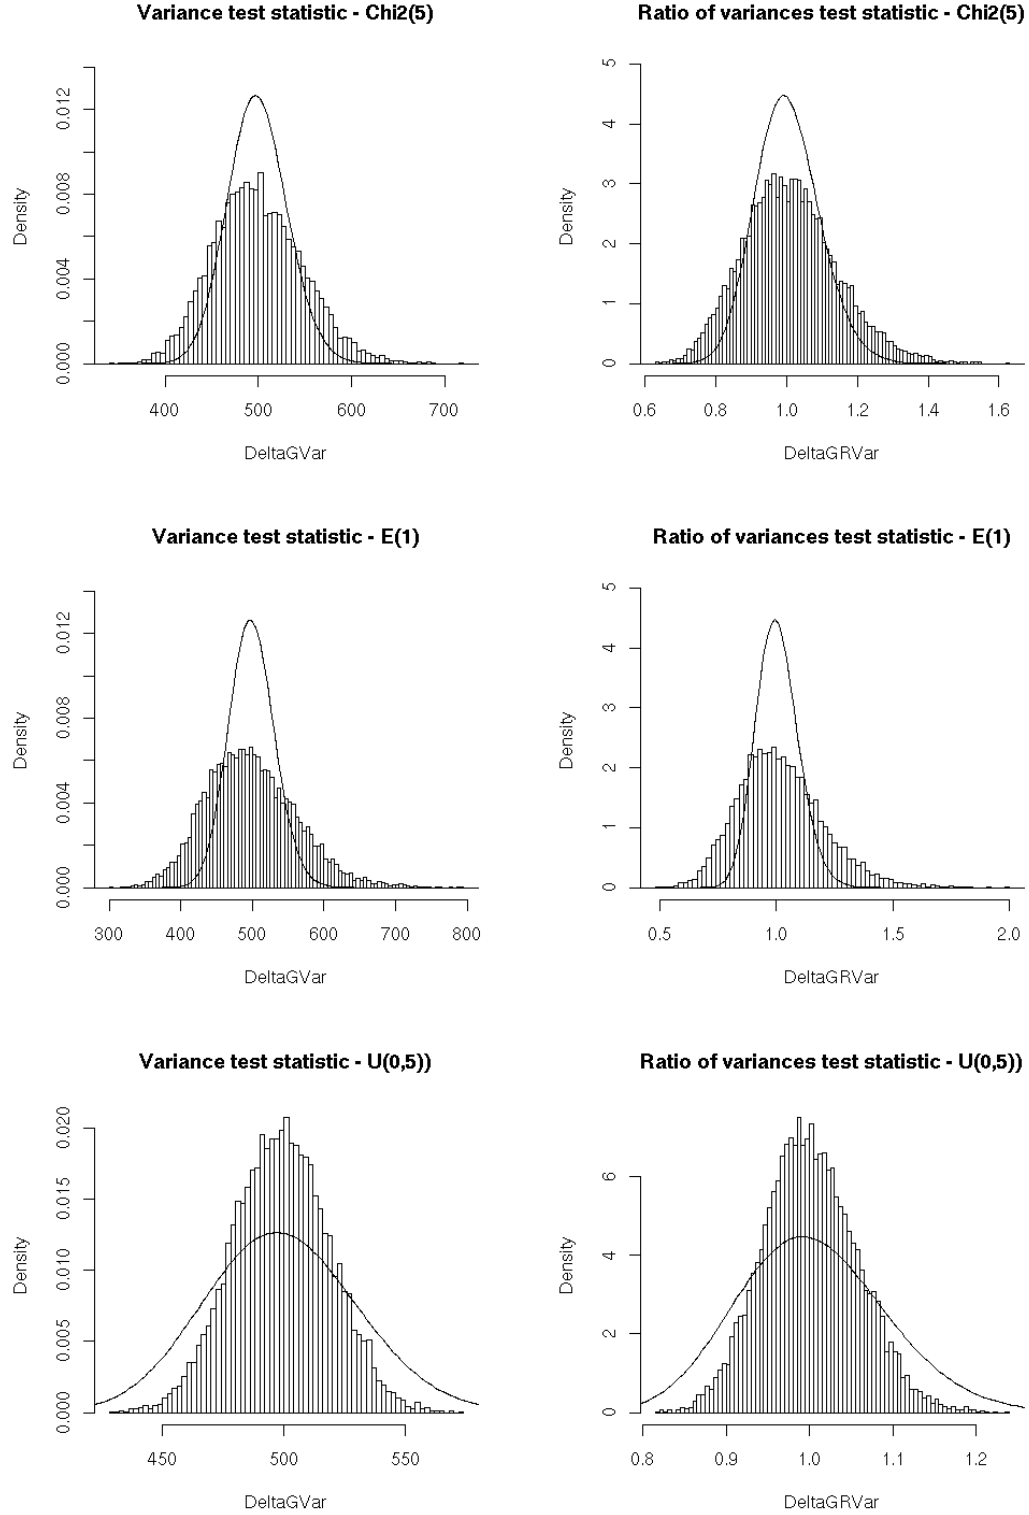 Variance test statistic - Chi2(5)
Density
0.000 0.004 0.008 0.012
400 500 600 700
DeltaGVar
Ratio of variances test statistic - Chi2(5)
Density
0 1 2 3 4 5
0.6 0.8 1.0 1.2 1.4 1.6
DeltaGRVar
Variance test statistic - E(1)
Density
0.000 0.004 0.008 0.012
300 400 500 600 700 800
DeltaGVar
Ratio of variances test statistic - E(1)
Density
0 1 2 3 4 5
0.5 1.0 1.5 2.0
DeltaGRVar
Variance test statistic - U(0,5))
Density
0.000 0.005 0.010 0.015 0.020
450 500 550
DeltaGVar
Ratio of variances test statistic - U(0,5))
Density
0 2 4 6
0.8 0.9 1.0 1.1 1.2
DeltaGRVar